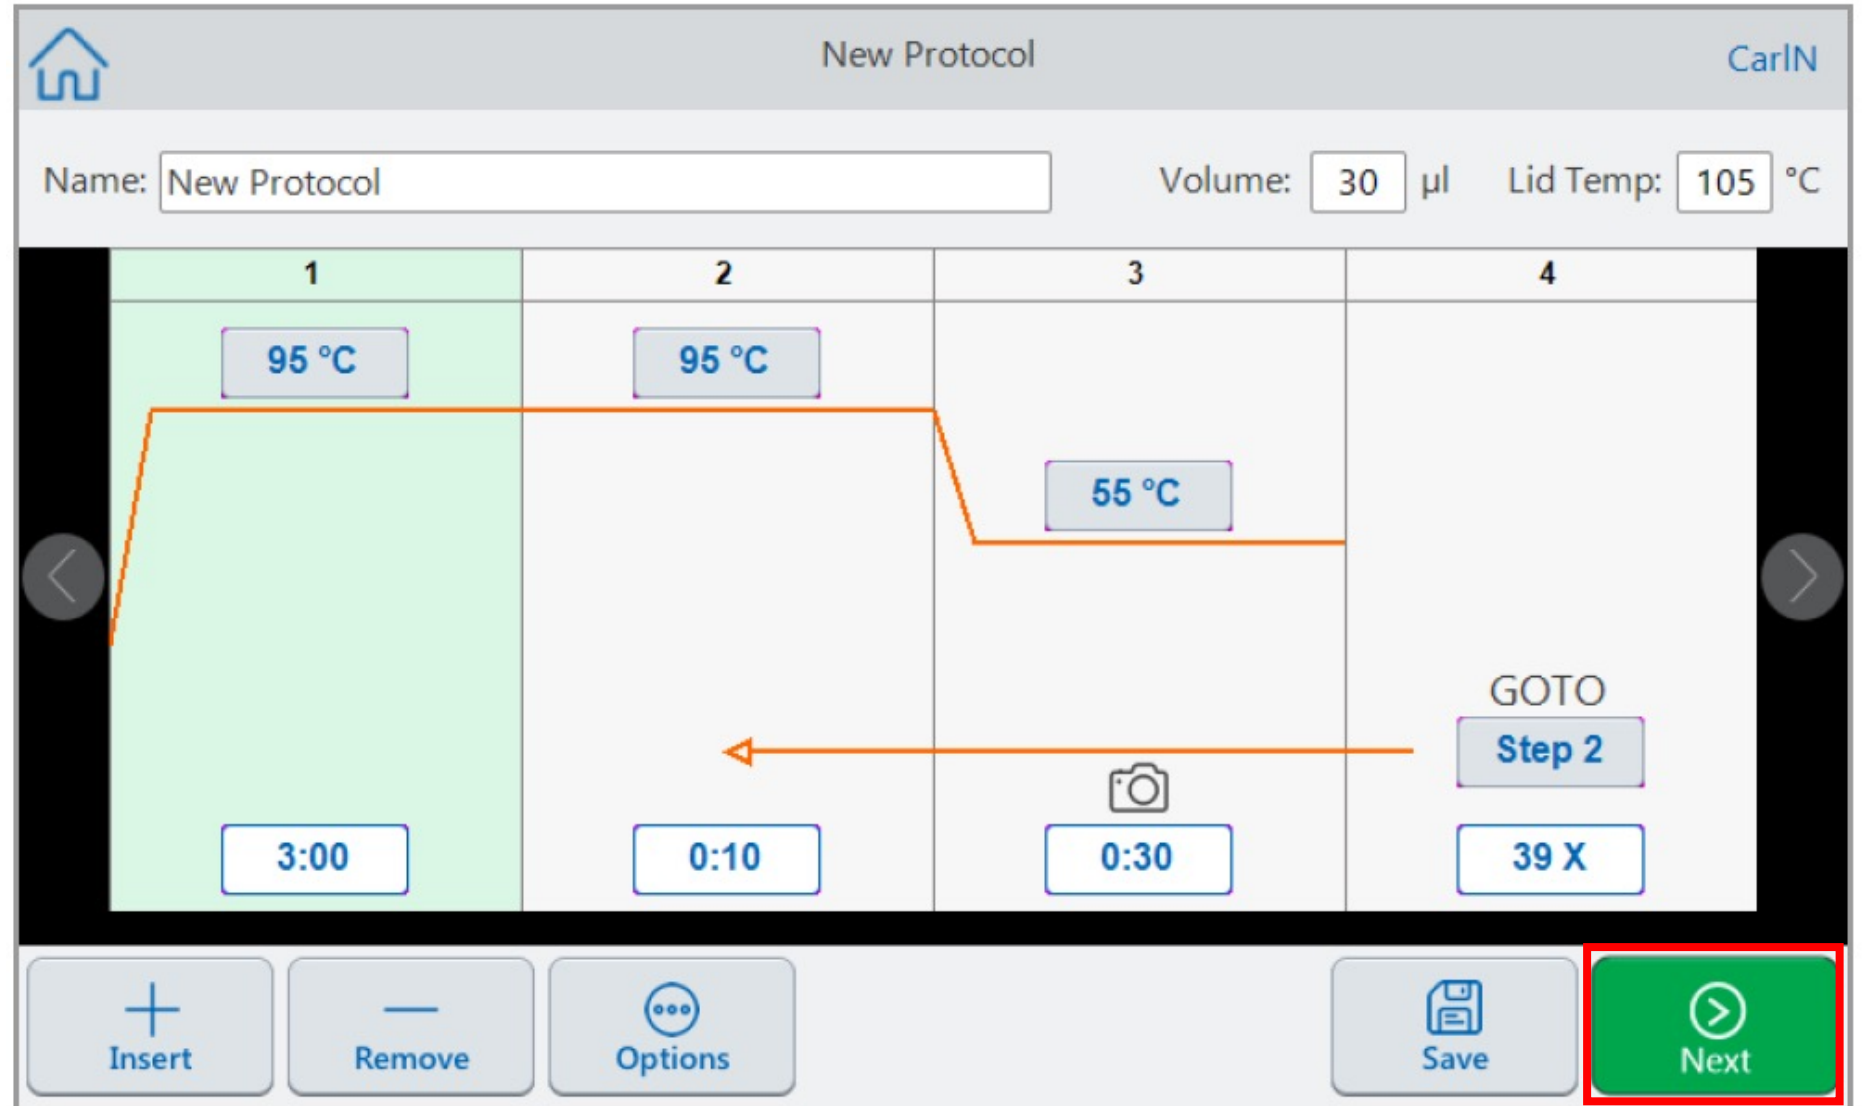 New Protocol
CarlN
Name: New Protocol Volume: 30 µl Lid Temp: 105 °C
1 2 3 4
95 °C 95 °C
55 °C
GOTO
Step 2
3:00 0:10 0:30 39 X
Insert Remove Options Save Next